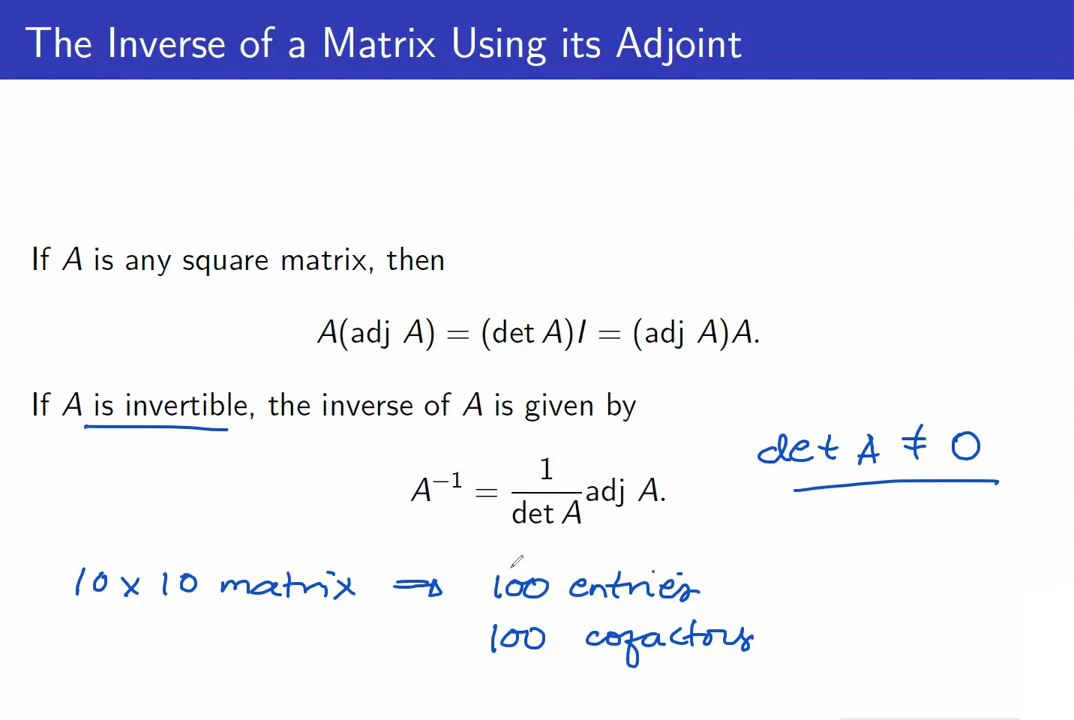 The Inverse of a Matrix Using its Adjoint
If A is any square matrix, then
A(adj A) = (det A)I = (adj A)A.
If A is invertible, the inverse of A is given by
det A ≠ 0
A⁻¹ = 1/det A adj A.
10 x 10 matrix ⇒ 100 entries
100 cofactors